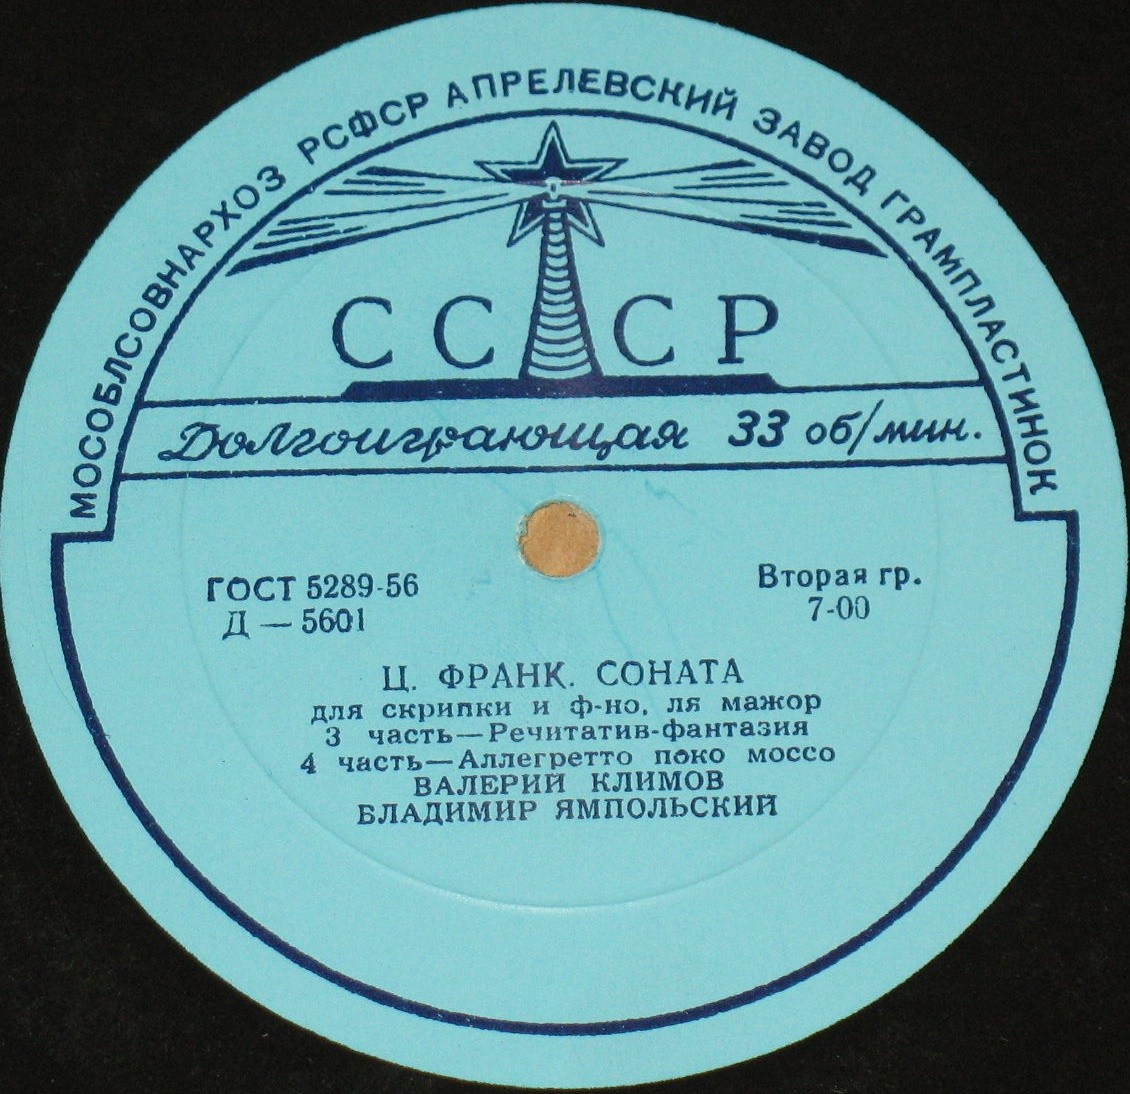 МОСОБЛСОВНАРХОЗ РСФСР АПРЕЛЕВСКИЙ ЗАВОД ГРАМПЛАСТИНОК
СССР
Долгоиграющая 33 об/мин.
ГОСТ 5289-56
Д — 5601
Вторая гр.
7-00
Ц. ФРАНК. СОНАТА
для скрипки и ф-но, ля мажор
3 часть—Речитатив-фантазия
4 часть—Аллегретто поко моссо
ВАЛЕРИЙ КЛИМОВ
ВЛАДИМИР ЯМПОЛЬСКИЙ